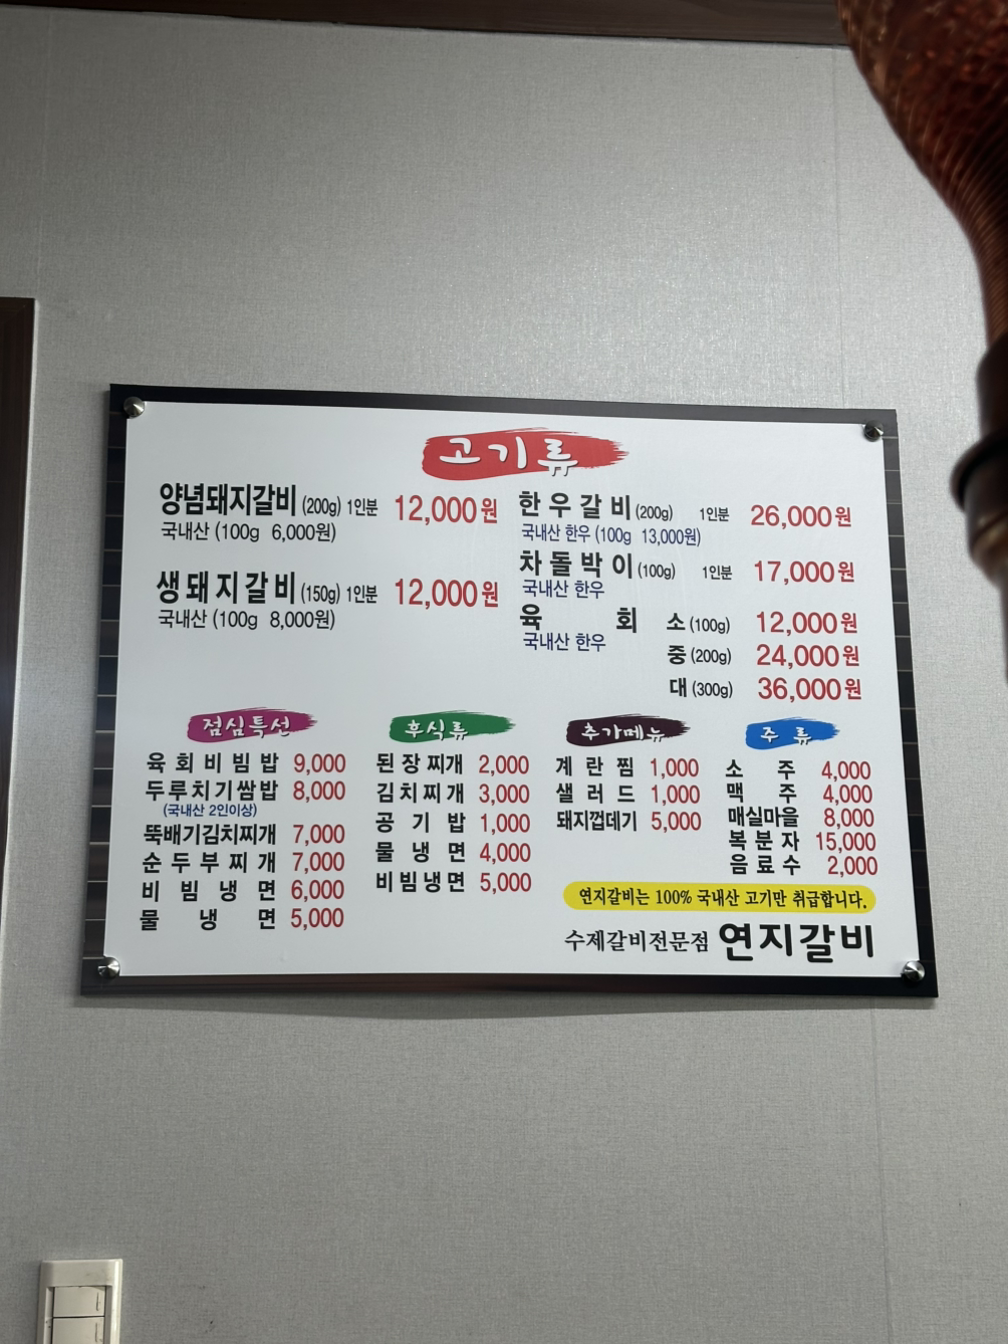 고기류
양념돼지갈비 (200g) 1인분 12,000원
국내산 (100g 6,000원)
생돼지갈비 (150g) 1인분 12,000원
국내산 (100g 8,000원)
한우갈비 (200g) 1인분 26,000원
국내산 한우 (100g 13,000원)
차돌박이 (100g) 1인분 17,000원
국내산 한우
육회 소 (100g) 12,000원
국내산 한우
중 (200g) 24,000원
대 (300g) 36,000원
점심특선
육회비빔밥 9,000
두루치기쌈밥 8,000
(국내산 2인이상)
뚝배기김치찌개 7,000
순두부찌개 7,000
비빔냉면 6,000
물냉면 5,000
후식류
된장찌개 2,000
김치찌개 3,000
공기밥 1,000
물냉면 4,000
비빔냉면 5,000
추가메뉴
계란찜 1,000
샐러드 1,000
돼지껍데기 5,000
주류
소주 4,000
맥주 4,000
매실마을 8,000
복분자 15,000
음료수 2,000
연지갈비는 100% 국내산 고기만 취급합니다.
수제갈비전문점 연지갈비